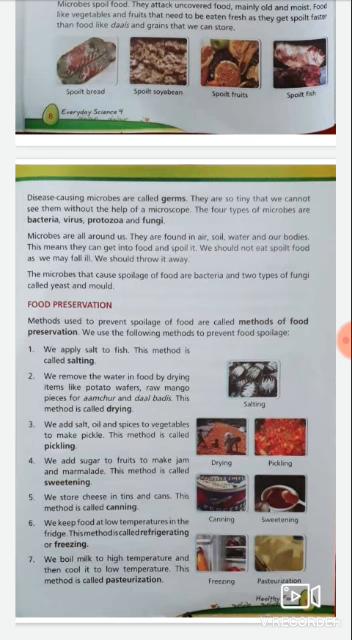 Microbes spoil food. They attack uncovered food, mainly old and moist. Food
like vegetables and fruits that need to be eaten fresh as they get spoilt faster
than food like daals and grains that we can store.
Spoilt bread
Spoilt soyabean
Spoilt fruits
Spoilt fish
8
Everyday Science 4
Disease-causing microbes are called germs. They are so tiny that we cannot
see them without the help of a microscope. The four types of microbes are
bacteria, virus, protozoa and fungi.
Microbes are all around us. They are found in air, soil, water and our bodies.
This means they can get into food and spoil it. We should not eat spoilt food
as we may fall ill. We should throw it away.
The microbes that cause spoilage of food are bacteria and two types of fungi
called yeast and mould.
FOOD PRESERVATION
Methods used to prevent spoilage of food are called methods of food
preservation. We use the following methods to prevent food spoilage:
1. We apply salt to fish. This method is
called salting.
2. We remove the water in food by drying
items like potato wafers, raw mango
pieces for aamchur and daal badis. This
method is called drying.
3. We add salt, oil and spices to vegetables
to make pickle. This method is called
pickling.
4. We add sugar to fruits to make jam
and marmalade. This method is called
sweetening.
5. We store cheese in tins and cans. This
method is called canning.
6. We keep food at low temperatures in the
fridge. This method is called refrigerating
or freezing.
7. We boil milk to high temperature and
then cool it to low temperature. This
method is called pasteurization.
Salting
Drying
Pickling
Canning
Sweetening
Freezing
Pasteurization
Healthy
V RECORDER